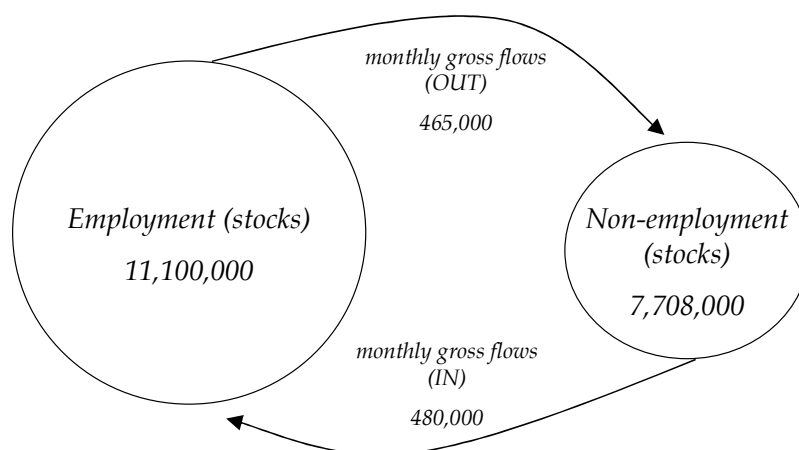 monthly gross flows
(OUT)
465,000
Employment (stocks)
11,100,000
Non-employment
(stocks)
7,708,000
monthly gross flows
(IN)
480,000